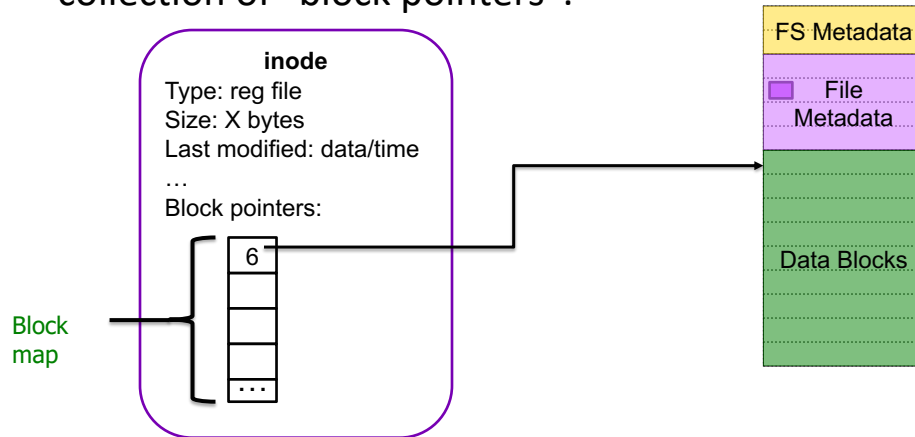 collection of "block pointers".
inode
Type: reg file
Size: X bytes
Last modified: data/time
…
Block pointers:
6
...
Block
map
FS Metadata
File
Metadata
Data Blocks